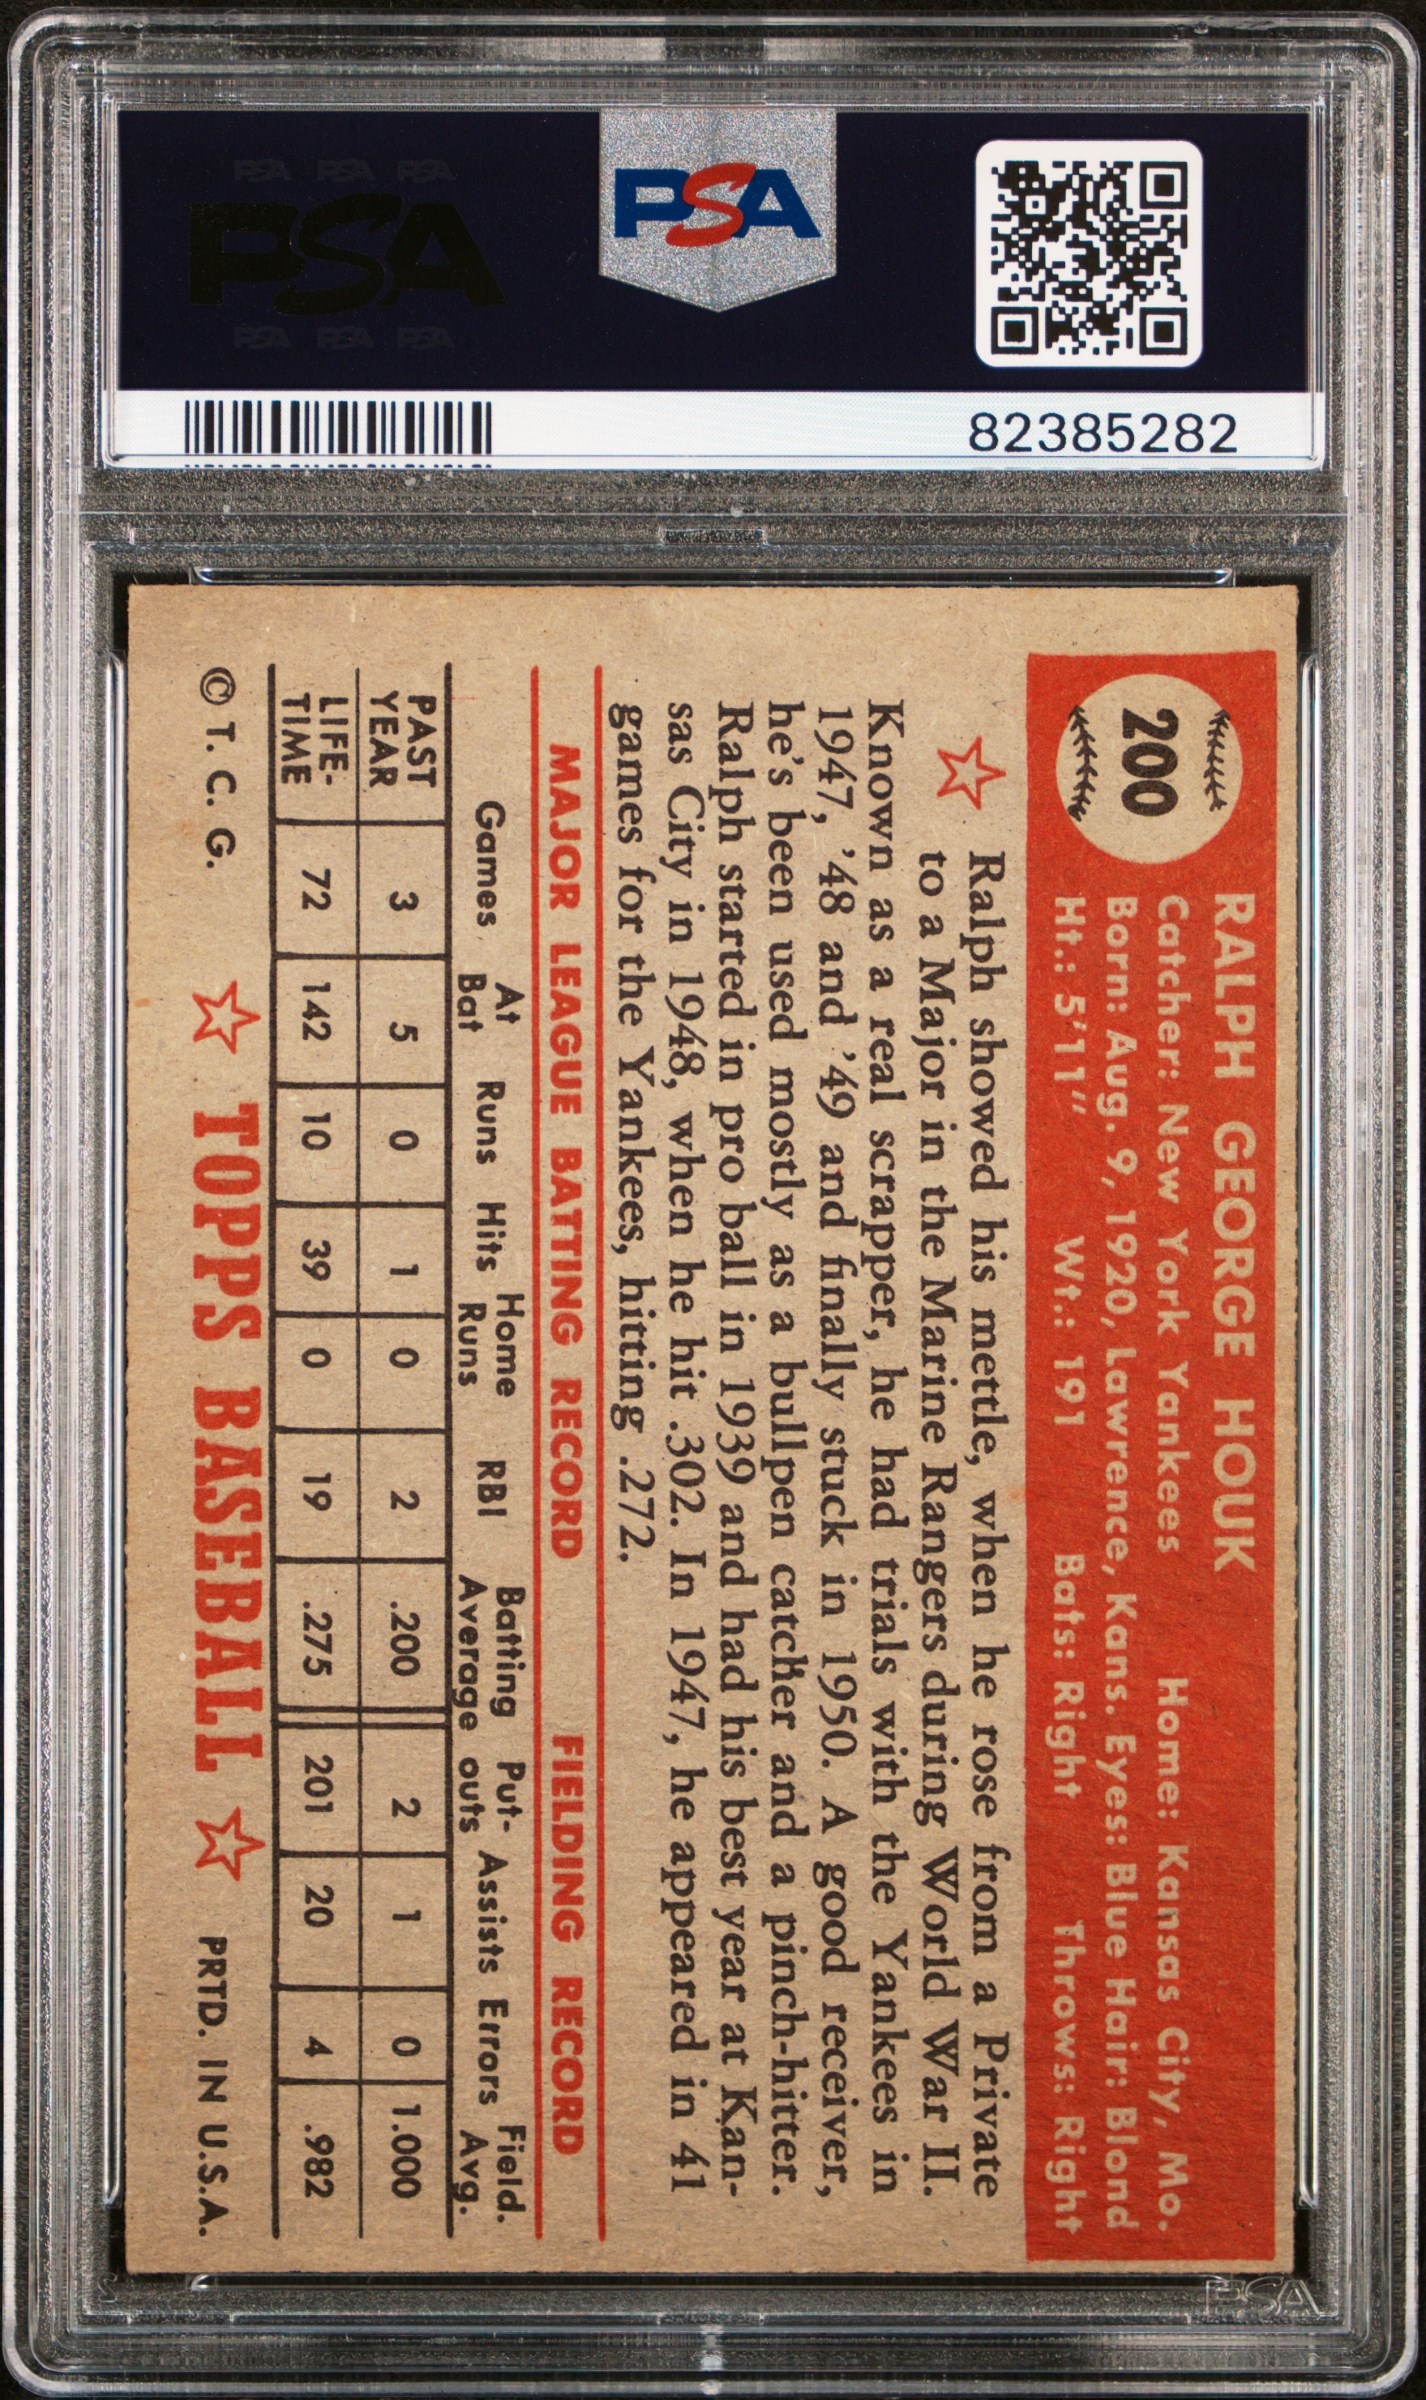 PSA PSA PSA
PSA
PSA PSA PSA
PSA
82385282
200
RALPH GEORGE HOUK
Catcher: New York Yankees Home: Kansas City, Mo.
Born: Aug. 9, 1920, Lawrence, Kans. Eyes: Blue Hair: Blond
Ht.: 5'11" Wt.: 191 Bats: Right Throws: Right
Ralph showed his mettle, when he rose from a Private
to a Major in the Marine Rangers during World War II.
Known as a real scrapper, he had trials with the Yankees in
1947, '48 and '49 and finally stuck in 1950. A good receiver,
he's been used mostly as a bullpen catcher and a pinch-hitter.
Ralph started in pro ball in 1939 and had his best year at Kan-
sas City in 1948, when he hit .302. In 1947, he appeared in 41
games for the Yankees, hitting .272.
MAJOR LEAGUE BATTING RECORD FIELDING RECORD
Games At Bat Runs Hits Home Runs RBI Batting Average Put-outs Assists Errors Field. Avg.
PAST YEAR 3 5 0 1 0 2 .200 2 1 0 1.000
LIFE-TIME 72 142 10 39 0 19 .275 201 20 4 .982
© T. C. G. TOPPS BASEBALL PRTD. IN U.S.A.
PSA